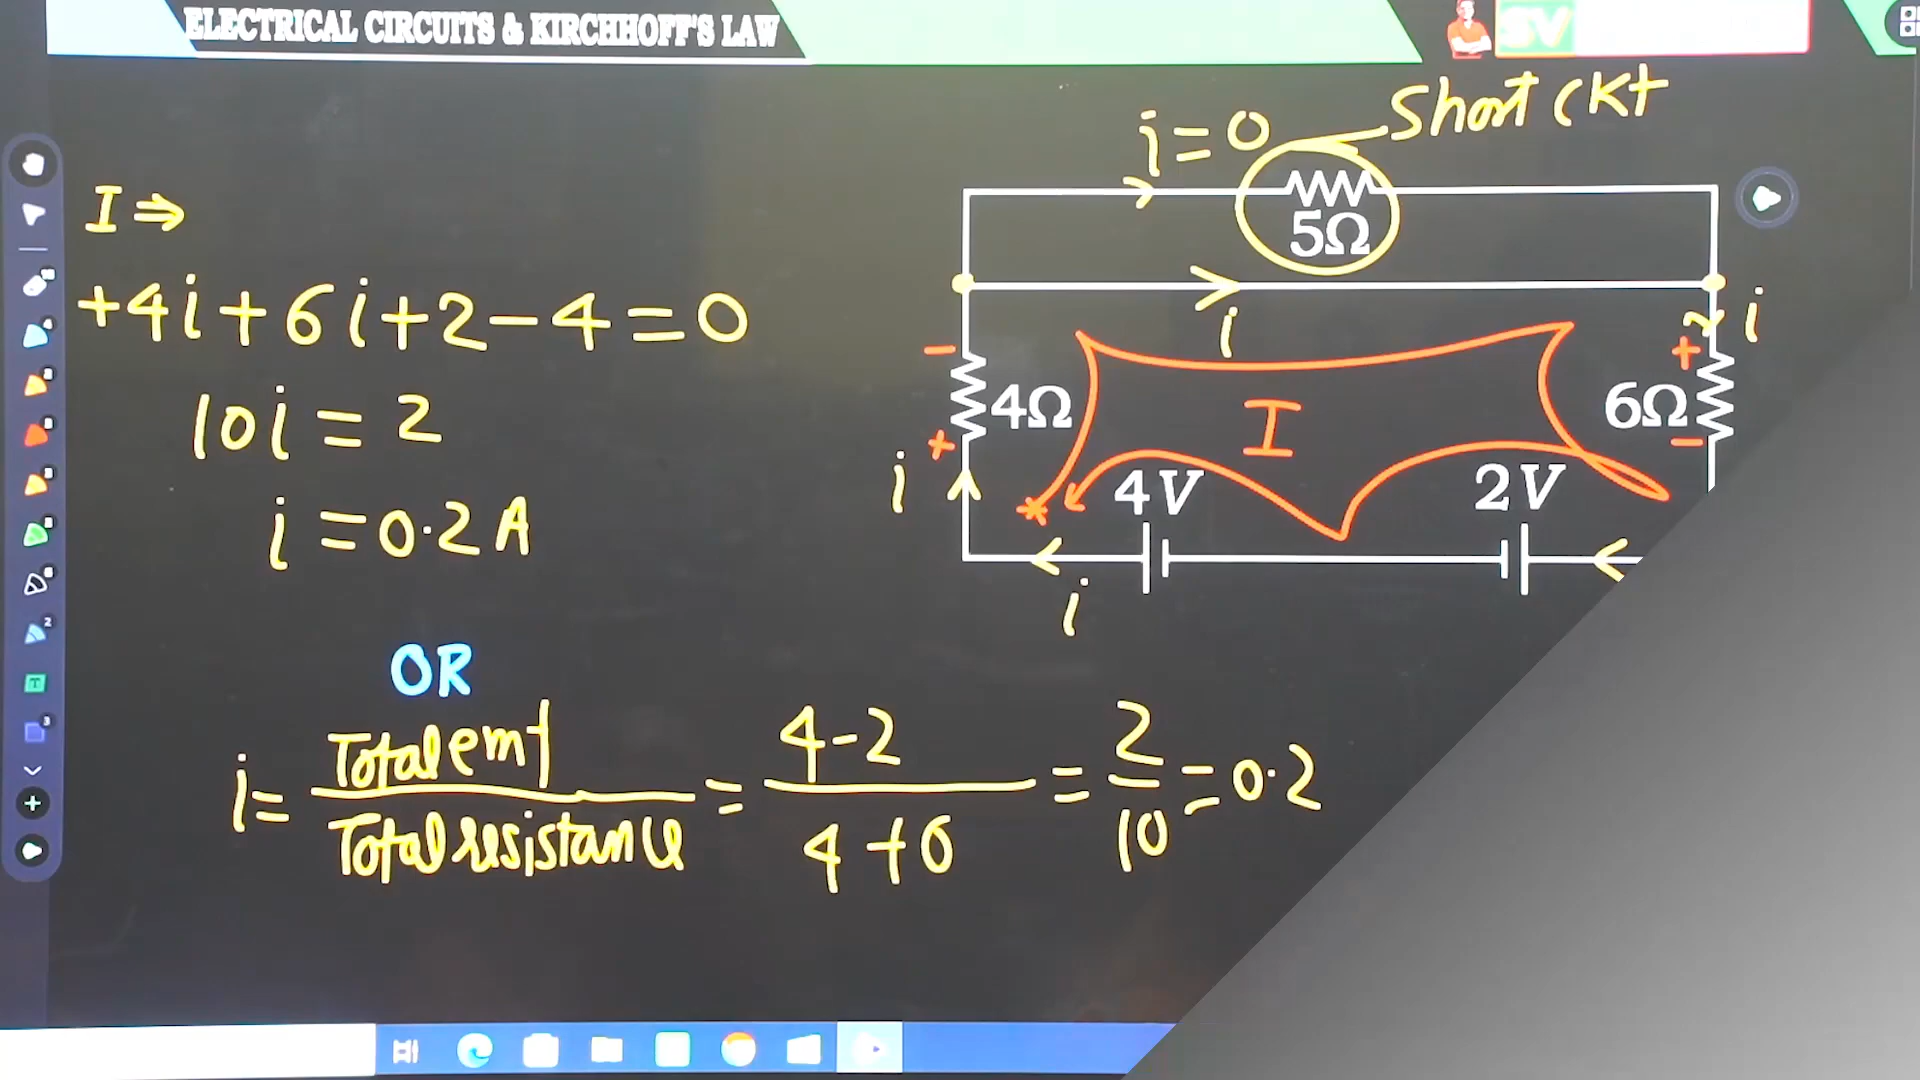 ELECTRICAL CIRCUITS & KIRCHHOFF'S LAW
SV
Short CKt
i=0
5Ω
I ⇒
+4i+6i+2-4=0
10i=2
i=0.2A
i
i
- 4Ω +
+ 6Ω -
I
i
4V
2V
i
OR
i= Total emf / Total resistance = 4-2 / 4+6 = 2 / 10 =0.2